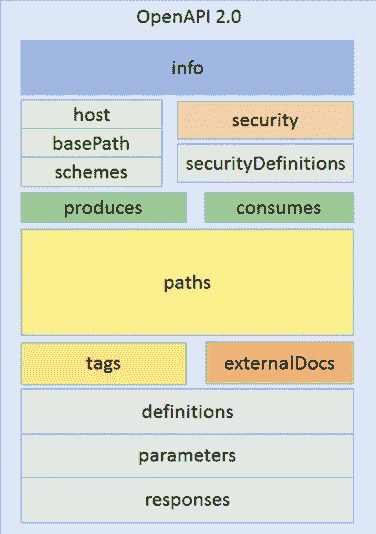 OpenAPI 2.0
info
host
basePath
schemes
security
securityDefinitions
produces
consumes
paths
tags
externalDocs
definitions
parameters
responses